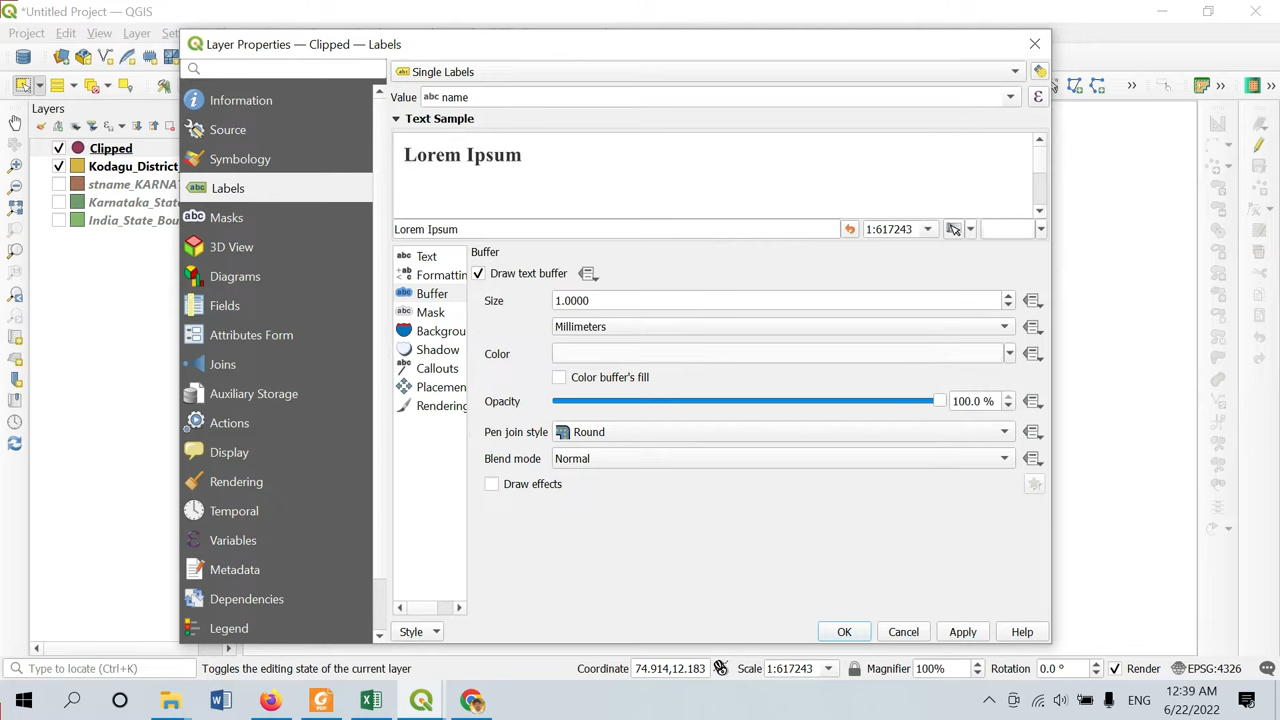 *Untitled Project — QGIS
Project Edit View Layer
Layer Properties — Clipped — Labels
Layers
Clipped
Kodagu_District
stname_KARNA
Karnataka_State
India_State_Bou
Information
Source
Symbology
Labels
Masks
3D View
Diagrams
Fields
Attributes Form
Joins
Auxiliary Storage
Actions
Display
Rendering
Temporal
Variables
Metadata
Dependencies
Legend
Single Labels
Value abc name
Text Sample
Lorem Ipsum
Lorem Ipsum 1:617243
Text
Formattin
Buffer
Mask
Backgrou
Shadow
Callouts
Placemen
Rendering
Buffer
Draw text buffer
Size 1.0000
Millimeters
Color
Color buffer's fill
Opacity 100.0 %
Pen join style Round
Blend mode Normal
Draw effects
Style OK Cancel Apply Help
Type to locate (Ctrl+K) Toggles the editing state of the current layer Coordinate 74.914,12.183 Scale 1:617243 Magnifier 100% Rotation 0.0 ° Render EPSG:4326
ENG 12:39 AM
6/22/2022